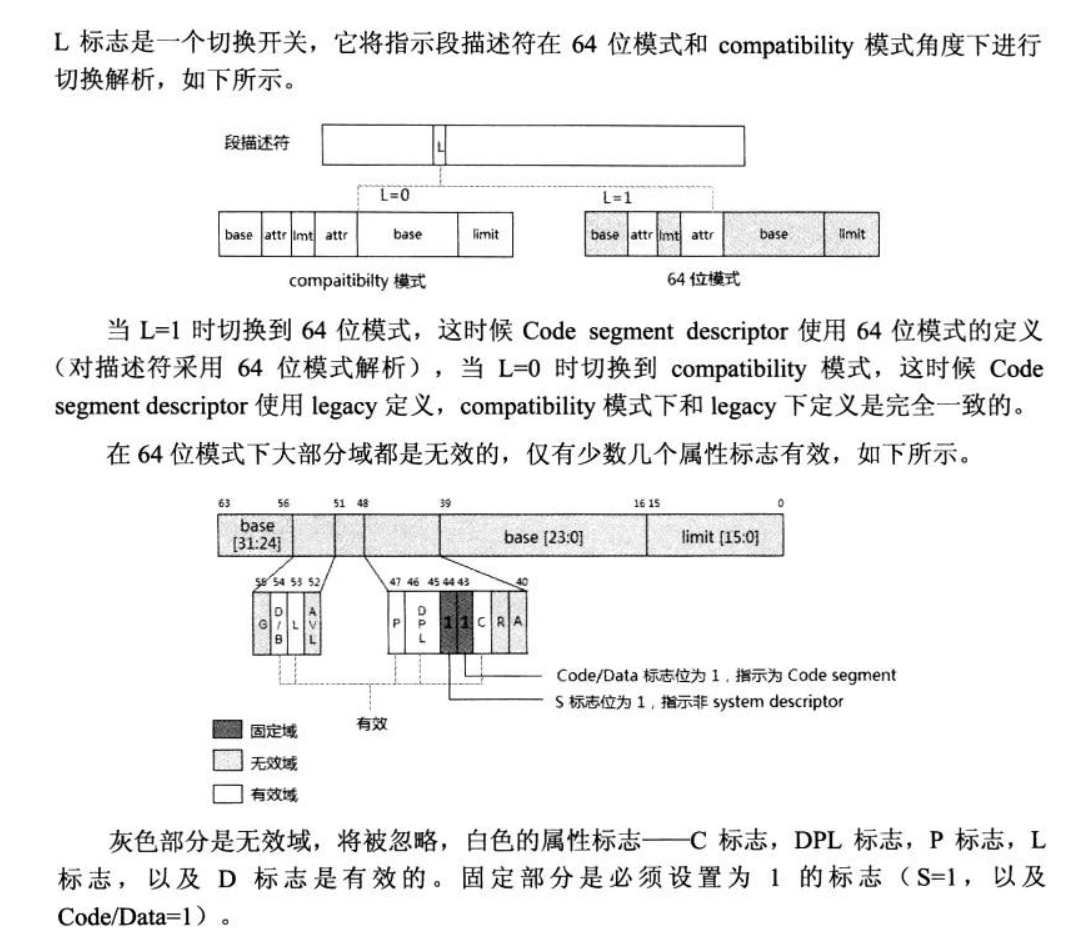 L 标志是一个切换开关，它将指示段描述符在 64 位模式和 compatibility 模式角度下进行
切换解析，如下所示。
段描述符
L
L=0
L=1
base attr lmt attr base limit
base attr lmt attr base limit
compaitibilty 模式
64 位模式
当 L=1 时切换到 64 位模式，这时候 Code segment descriptor 使用 64 位模式的定义
（对描述符采用 64 位模式解析），当 L=0 时切换到 compatibility 模式，这时候 Code
segment descriptor 使用 legacy 定义，compatibility 模式下和 legacy 下定义是完全一致的。
在 64 位模式下大部分域都是无效的，仅有少数几个属性标志有效，如下所示。
63 56 51 48 39 16 15 0
base
[31:24]
base [23:0]
limit [15:0]
55 54 53 52
47 46 45 44 43 40
G D/B L AVL
P DPL 1 1 C R A
Code/Data 标志位为 1，指示为 Code segment
S 标志位为 1，指示非 system descriptor
有效
固定域
无效域
有效域
灰色部分是无效域，将被忽略，白色的属性标志——C 标志，DPL 标志，P 标志，L
标志，以及 D 标志是有效的。固定部分是必须设置为 1 的标志（S=1，以及
Code/Data=1）。